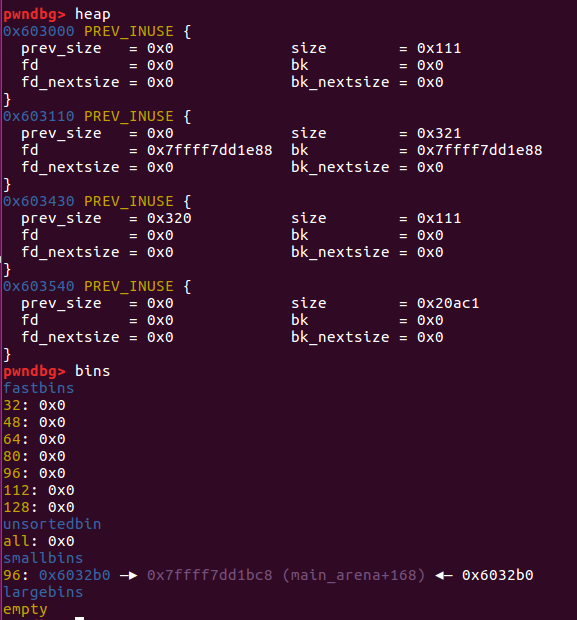 pwndbg> heap
0x603000 PREV_INUSE {
  prev_size   = 0x0             size         = 0x111
  fd          = 0x0             bk           = 0x0
  fd_nextsize = 0x0             bk_nextsize = 0x0
}
0x603110 PREV_INUSE {
  prev_size   = 0x0             size         = 0x321
  fd          = 0x7ffff7dd1e88  bk           = 0x7ffff7dd1e88
  fd_nextsize = 0x0             bk_nextsize = 0x0
}
0x603430 PREV_INUSE {
  prev_size   = 0x320           size         = 0x111
  fd          = 0x0             bk           = 0x0
  fd_nextsize = 0x0             bk_nextsize = 0x0
}
0x603540 PREV_INUSE {
  prev_size   = 0x0             size         = 0x20ac1
  fd          = 0x0             bk           = 0x0
  fd_nextsize = 0x0             bk_nextsize = 0x0
}
pwndbg> bins
fastbins
32: 0x0
48: 0x0
64: 0x0
80: 0x0
96: 0x0
112: 0x0
128: 0x0
unsortedbin
all: 0x0
smallbins
96: 0x6032b0 —▸ 0x7ffff7dd1bc8 (main_arena+168) ◂— 0x6032b0
largebins
empty